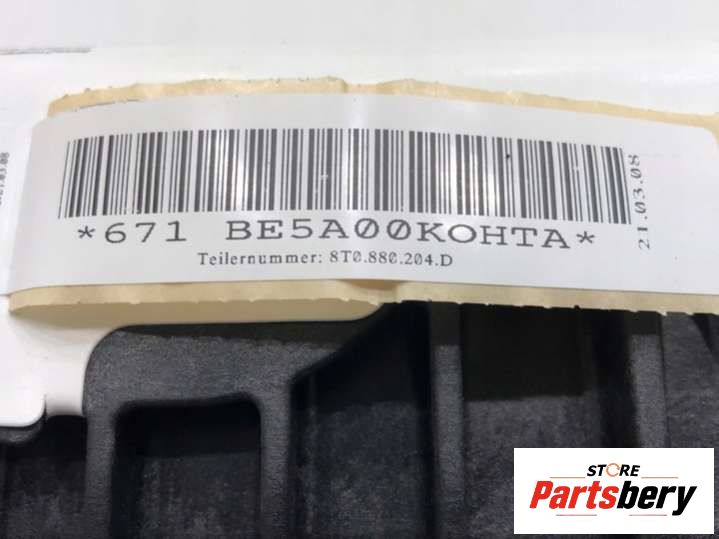 *671 BE5A00KOHTA*
Teilernummer: 8T0.880.204.D
21.03.08
STORE
Partsbery